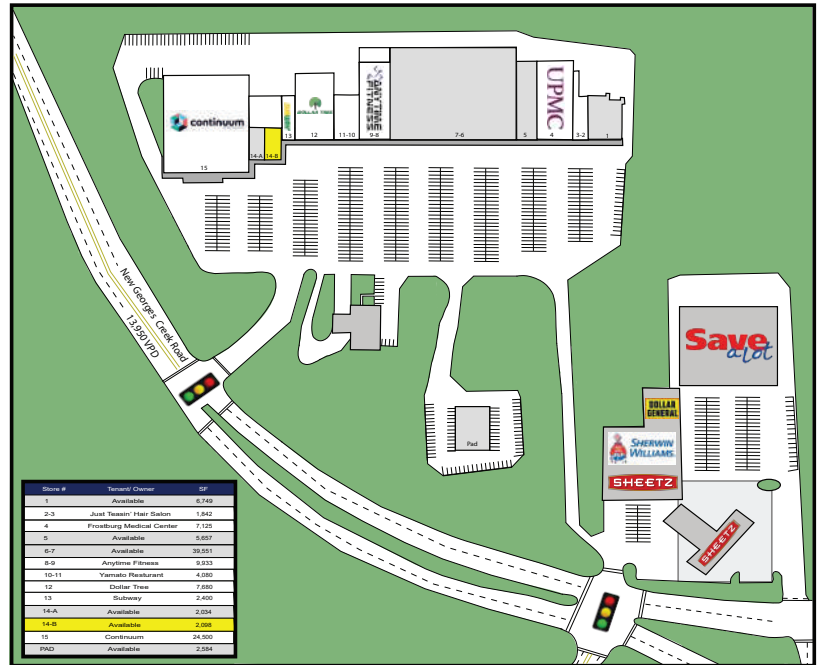 continuum
SUBWAY
DOLLAR TREE
ANYTIME
FITNESS
UPMC
15
14-A
14-B
13
12
11-10
9-8
7-6
5
4
3-2
1
New Georges Creek Road
13,950 VPD
Save
a lot
DOLLAR
GENERAL
SHERWIN
WILLIAMS.
SHEETZ
SHEETZ
Pad
Store # Tenant/ Owner SF
1 Available 6,749
2-3 Just Teasin' Hair Salon 1,842
4 Frostburg Medical Center 7,125
5 Available 5,657
6-7 Available 39,551
8-9 Anytime Fitness 9,933
10-11 Yamato Resturant 4,080
12 Dollar Tree 7,680
13 Subway 2,400
14-A Available 2,034
14-B Available 2,098
15 Continuum 24,500
PAD Available 2,584